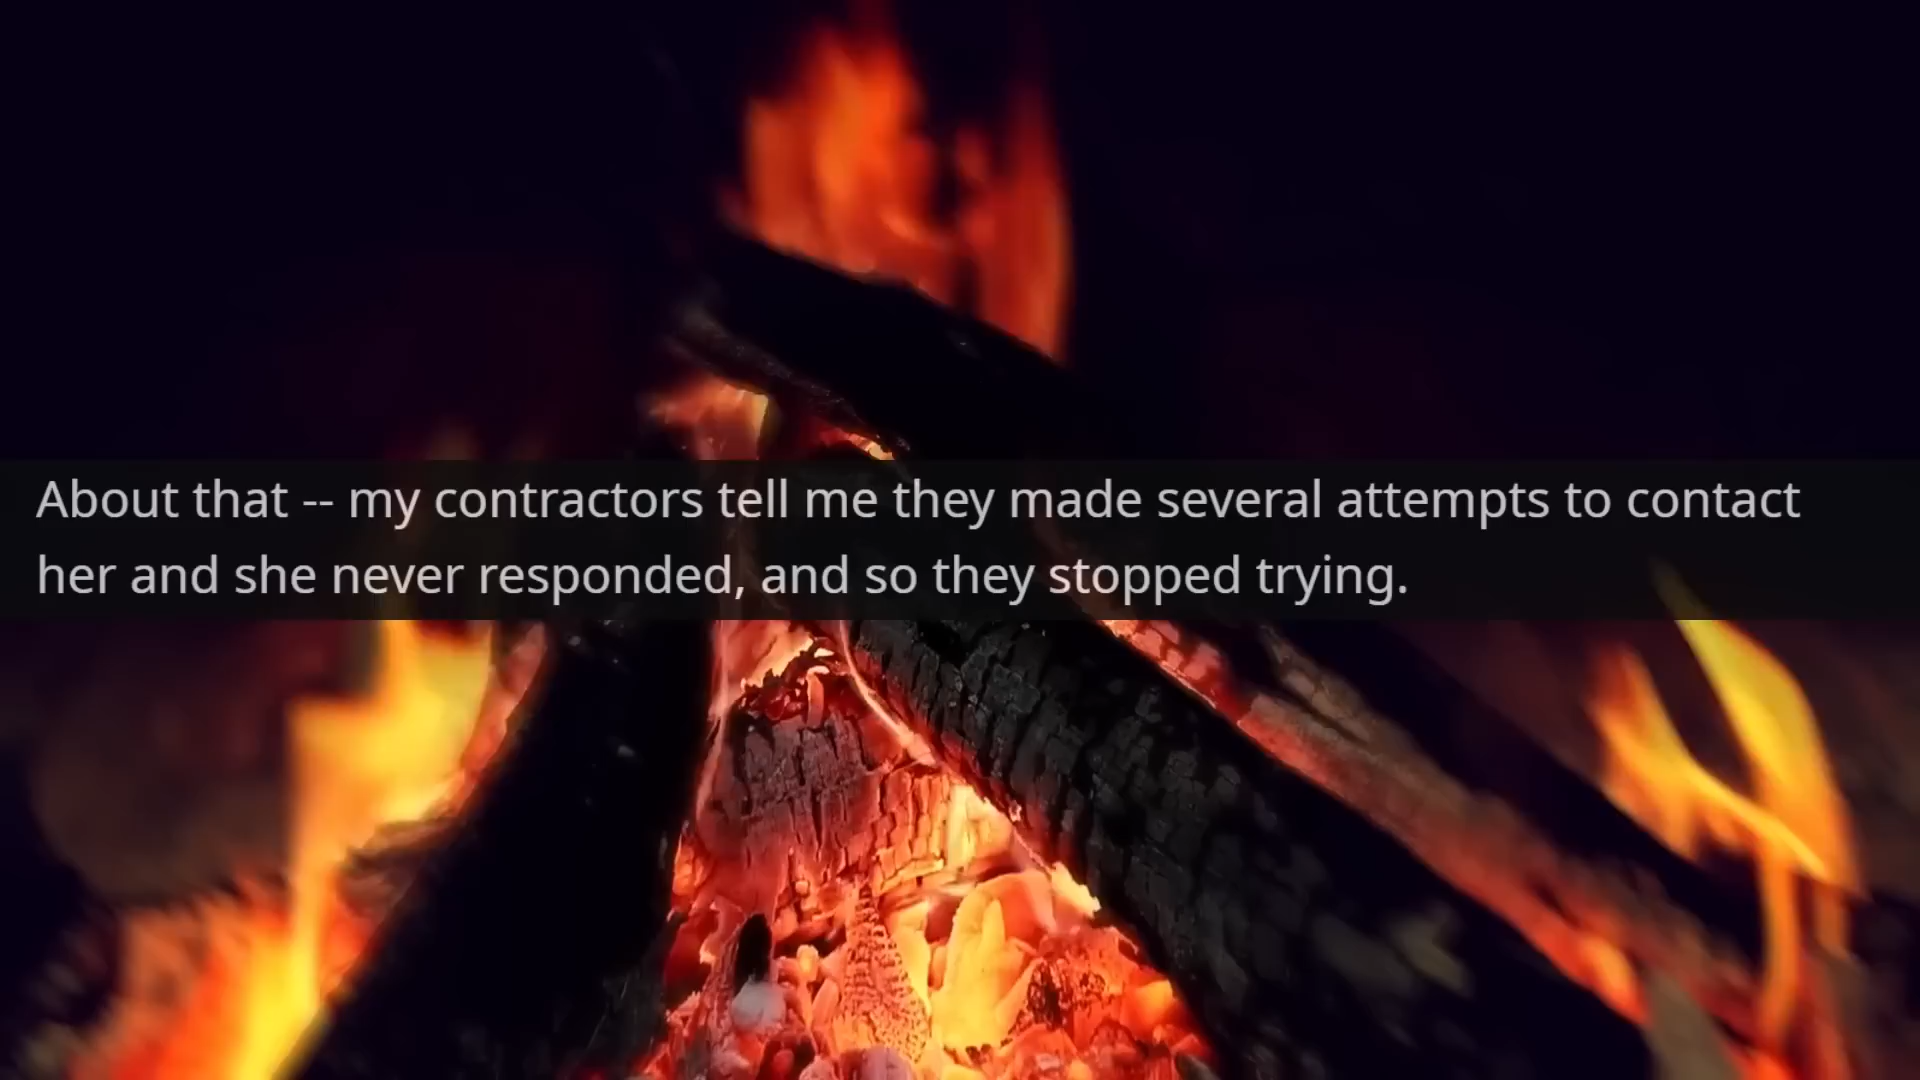 About that -- my contractors tell me they made several attempts to contact
her and she never responded, and so they stopped trying.